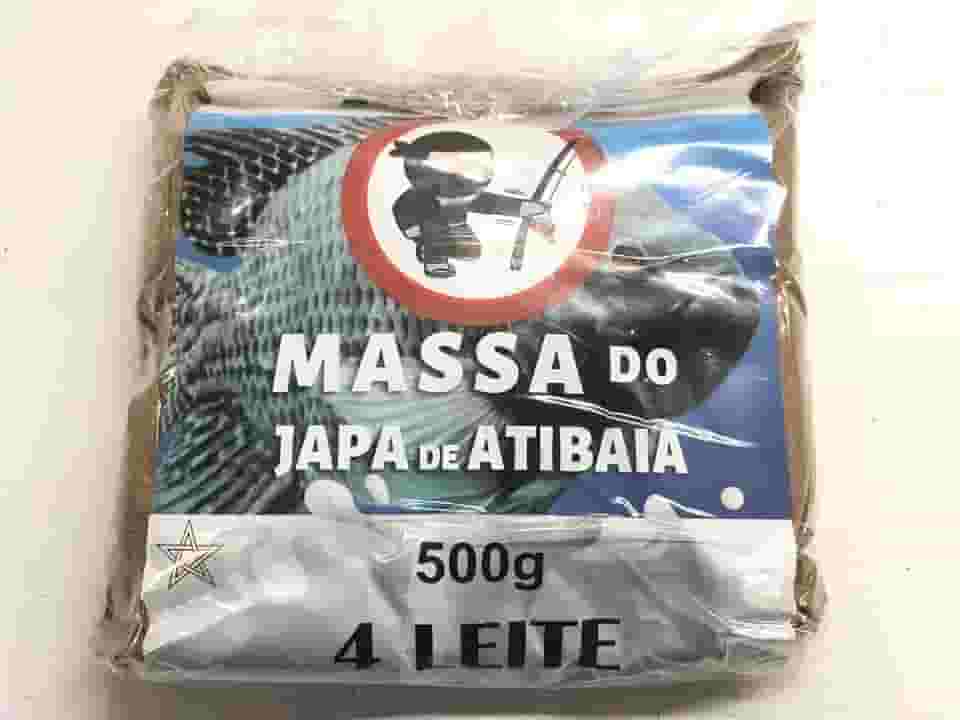 MASSA DO
JAPA DE ATIBAIA
500g
4 LEITE